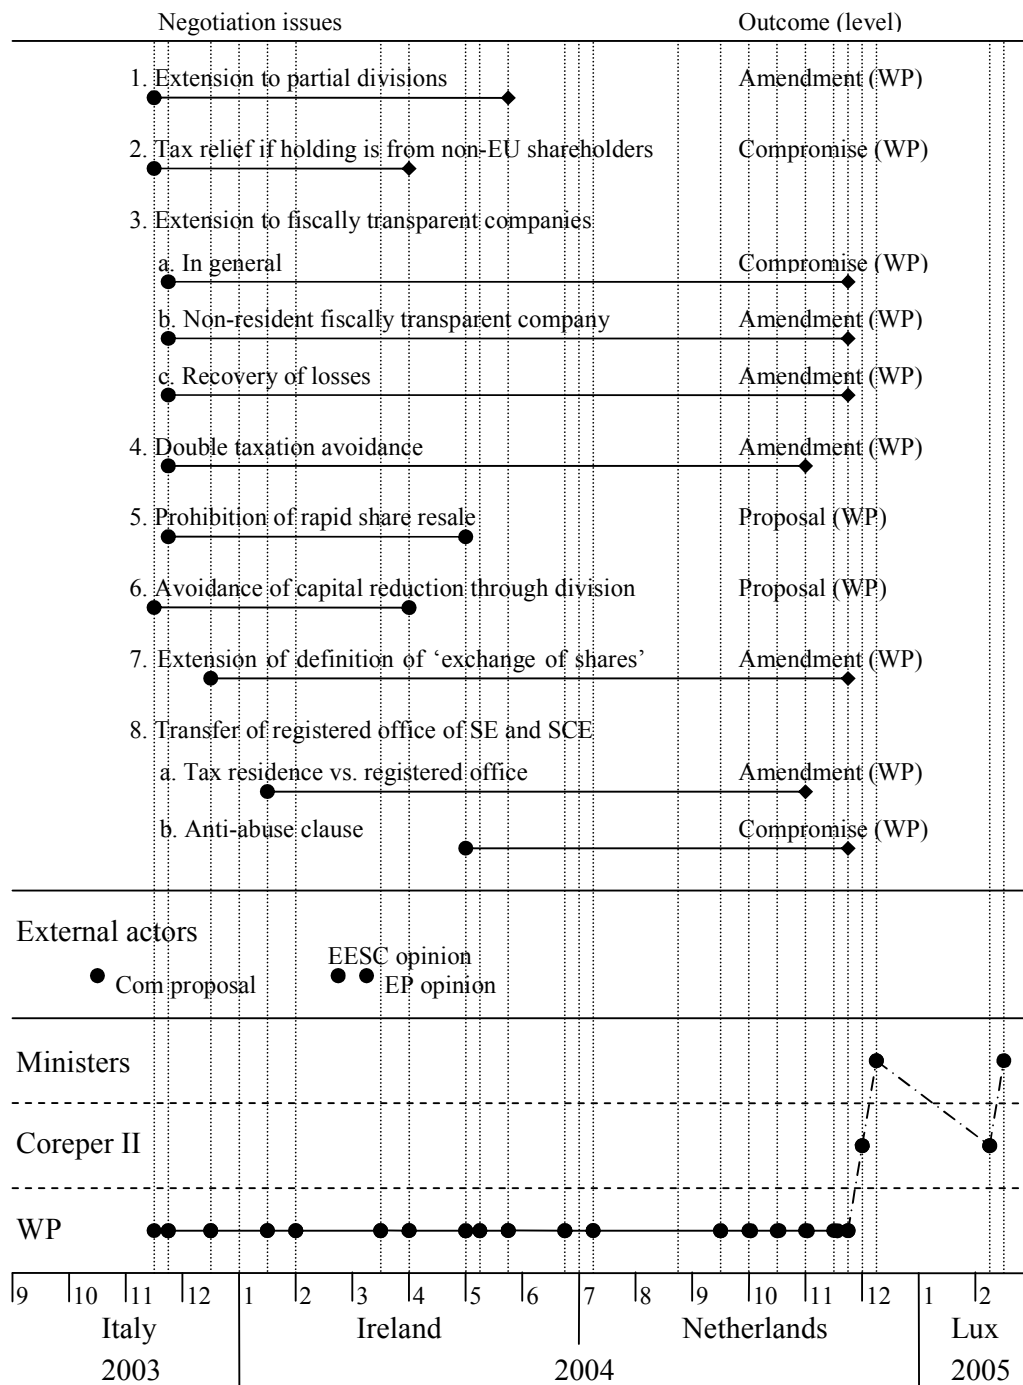 Negotiation issues Outcome (level)
1. Extension to partial divisions Amendment (WP)
2. Tax relief if holding is from non-EU shareholders Compromise (WP)
3. Extension to fiscally transparent companies
a. In general Compromise (WP)
b. Non-resident fiscally transparent company Amendment (WP)
c. Recovery of losses Amendment (WP)
4. Double taxation avoidance Amendment (WP)
5. Prohibition of rapid share resale Proposal (WP)
6. Avoidance of capital reduction through division Proposal (WP)
7. Extension of definition of ‘exchange of shares’ Amendment (WP)
8. Transfer of registered office of SE and SCE
a. Tax residence vs. registered office Amendment (WP)
b. Anti-abuse clause Compromise (WP)
External actors
EESC opinion
Com proposal EP opinion
Ministers
Coreper II
WP
9 10 11 12 1 2 3 4 5 6 7 8 9 10 11 12 1 2
Italy Ireland Netherlands Lux
2003 2004 2005